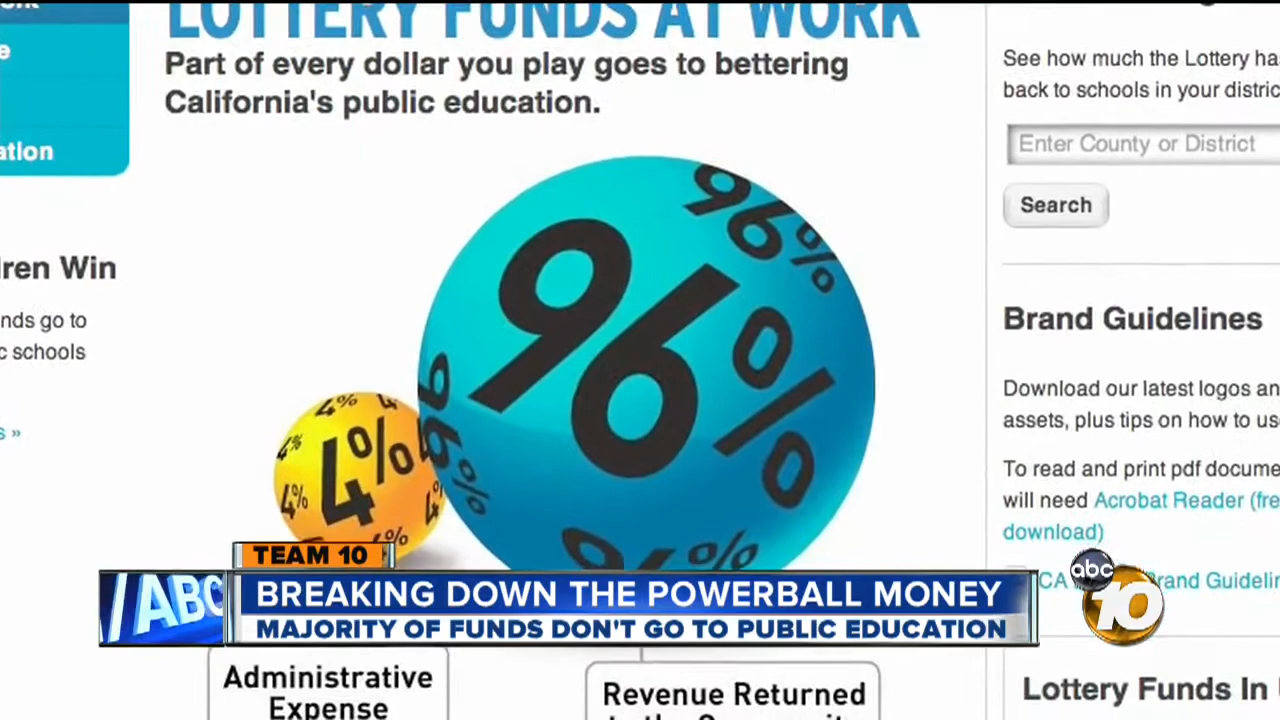 LOTTERY FUNDS AT WORK
Part of every dollar you play goes to bettering
California's public education.
ation
ren Win
nds go to
c schools
s »
96%
96%
96%
4%
4%
4%
4%
4%
See how much the Lottery ha
back to schools in your distric
Enter County or District
Search
Brand Guidelines
Download our latest logos an
assets, plus tips on how to us
To read and print pdf docume
will need Acrobat Reader (fre
download)
CA
Brand Guidelin
Lottery Funds In
TEAM 10
ABC
BREAKING DOWN THE POWERBALL MONEY
MAJORITY OF FUNDS DON'T GO TO PUBLIC EDUCATION
abc
10
Administrative
Expense
Revenue Returned